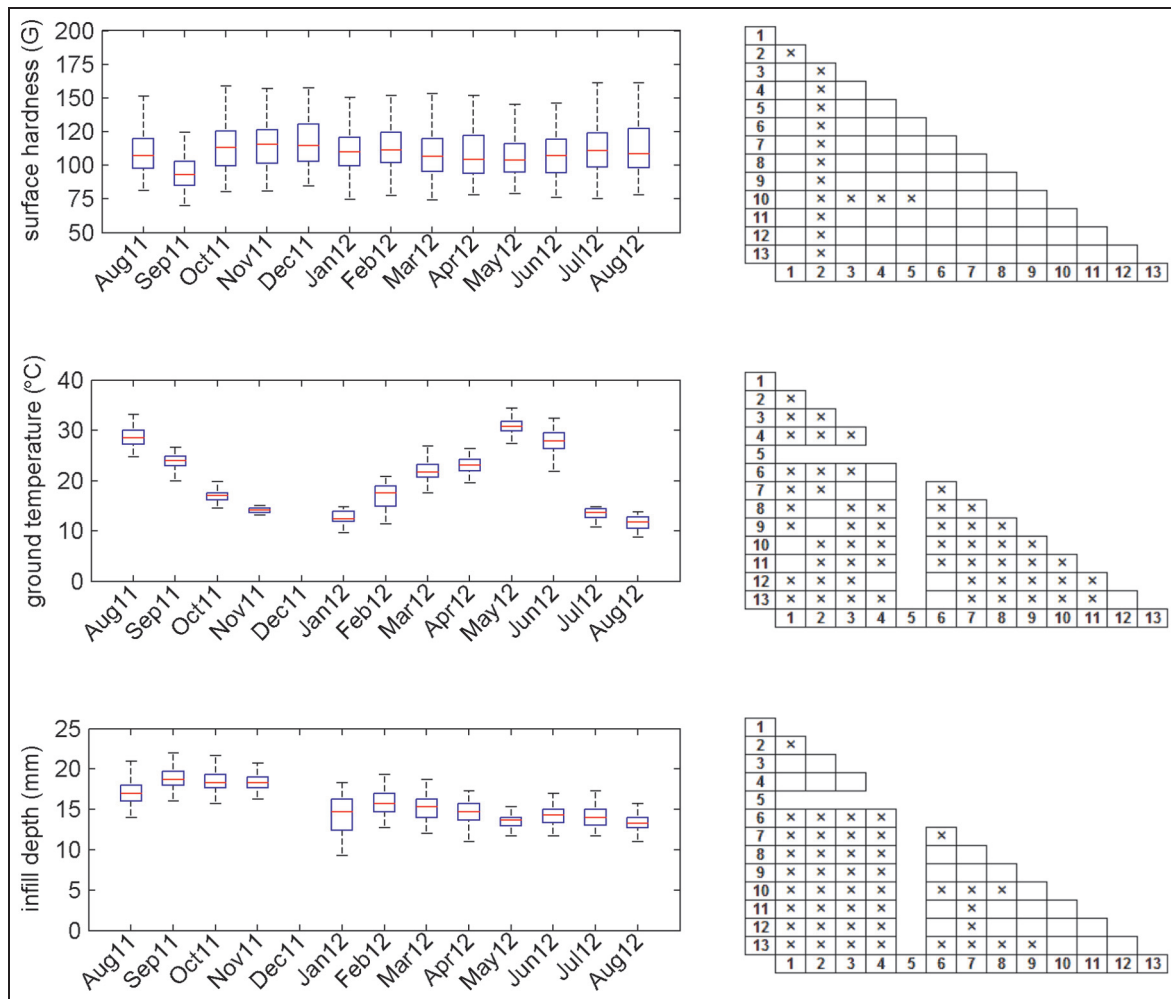 surface hardness (G)
200
175
150
120
100
75
50
Aug11 Sep11 Oct11 Nov11 Dec11 Jan12 Feb12 Mar12 Apr12 May12 Jun12 Jul12 Aug12
1
2 ×
3 ×
4 ×
5 ×
6 ×
7 ×
8 ×
9 ×
10 × × × ×
11 ×
12 ×
13 ×
1 2 3 4 5 6 7 8 9 10 11 12 13
ground temperature (°C)
40
30
20
10
0
Aug11 Sep11 Oct11 Nov11 Dec11 Jan12 Feb12 Mar12 Apr12 May12 Jun12 Jul12 Aug12
1
2 ×
3 × ×
4 × × ×
5
6 × × ×
7 × × ×
8 × × × × ×
9 × × × × × ×
10 × × × × × × ×
11 × × × × × × × ×
12 × × × × × × × ×
13 × × × × × × × × ×
1 2 3 4 5 6 7 8 9 10 11 12 13
infill depth (mm)
25
20
15
10
5
0
Aug11 Sep11 Oct11 Nov11 Dec11 Jan12 Feb12 Mar12 Apr12 May12 Jun12 Jul12 Aug12
1
2 ×
3
4
5
6 × × × ×
7 × × × × ×
8 × × × ×
9 × × × ×
10 × × × × × × ×
11 × × × × ×
12 × × × × ×
13 × × × × × × × ×
1 2 3 4 5 6 7 8 9 10 11 12 13